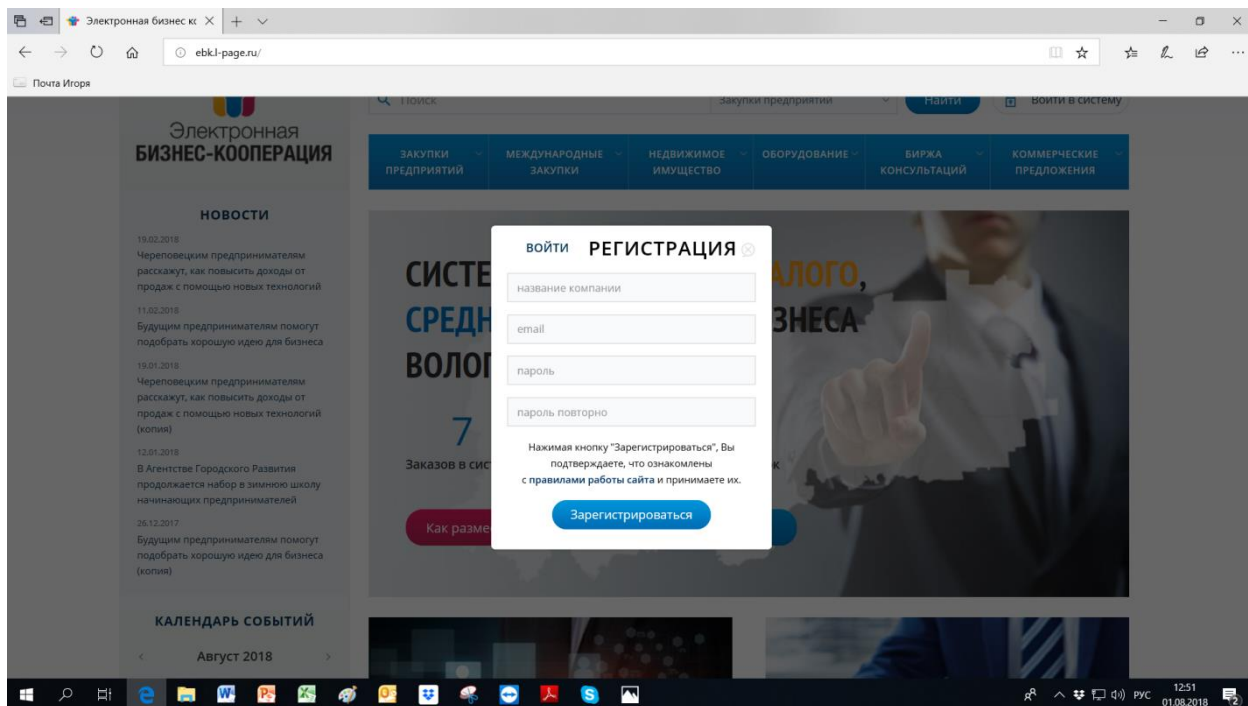 Электронная бизнес кс
ebk.l-page.ru/
Почта Игоря
Электронная
БИЗНЕС-КООПЕРАЦИЯ
Поиск
Закупки предприятий
Найти
Войти в систему
ЗАКУПКИ ПРЕДПРИЯТИЙ
МЕЖДУНАРОДНЫЕ ЗАКУПКИ
НЕДВИЖИМОЕ ИМУЩЕСТВО
ОБОРУДОВАНИЕ
БИРЖА КОНСУЛЬТАЦИЙ
КОММЕРЧЕСКИЕ ПРЕДЛОЖЕНИЯ
НОВОСТИ
19.02.2018
Череповецким предпринимателям
расскажут, как повысить доходы от
продаж с помощью новых технологий
11.02.2018
Будущим предпринимателям помогут
подобрать хорошую идею для бизнеса
19.01.2018
Череповецким предпринимателям
расскажут, как повысить доходы от
продаж с помощью новых технологий
(копия)
12.01.2018
В Агентстве Городского Развития
продолжается набор в зимнюю школу
начинающих предпринимателей
26.12.2017
Будущим предпринимателям помогут
подобрать хорошую идею для бизнеса
(копия)
КАЛЕНДАРЬ СОБЫТИЙ
Август 2018
СИСТЕ
АЛОГО,
СРЕДН
ЗНЕСА
ВОЛОГ
7
Заказов в сис
к
Как разме
ВОЙТИ РЕГИСТРАЦИЯ
название компании
email
пароль
пароль повторно
Нажимая кнопку "Зарегистрироваться", Вы
подтверждаете, что ознакомлены
с правилами работы сайта и принимаете их.
Зарегистрироваться
РУС
12:51
01.08.2018
2